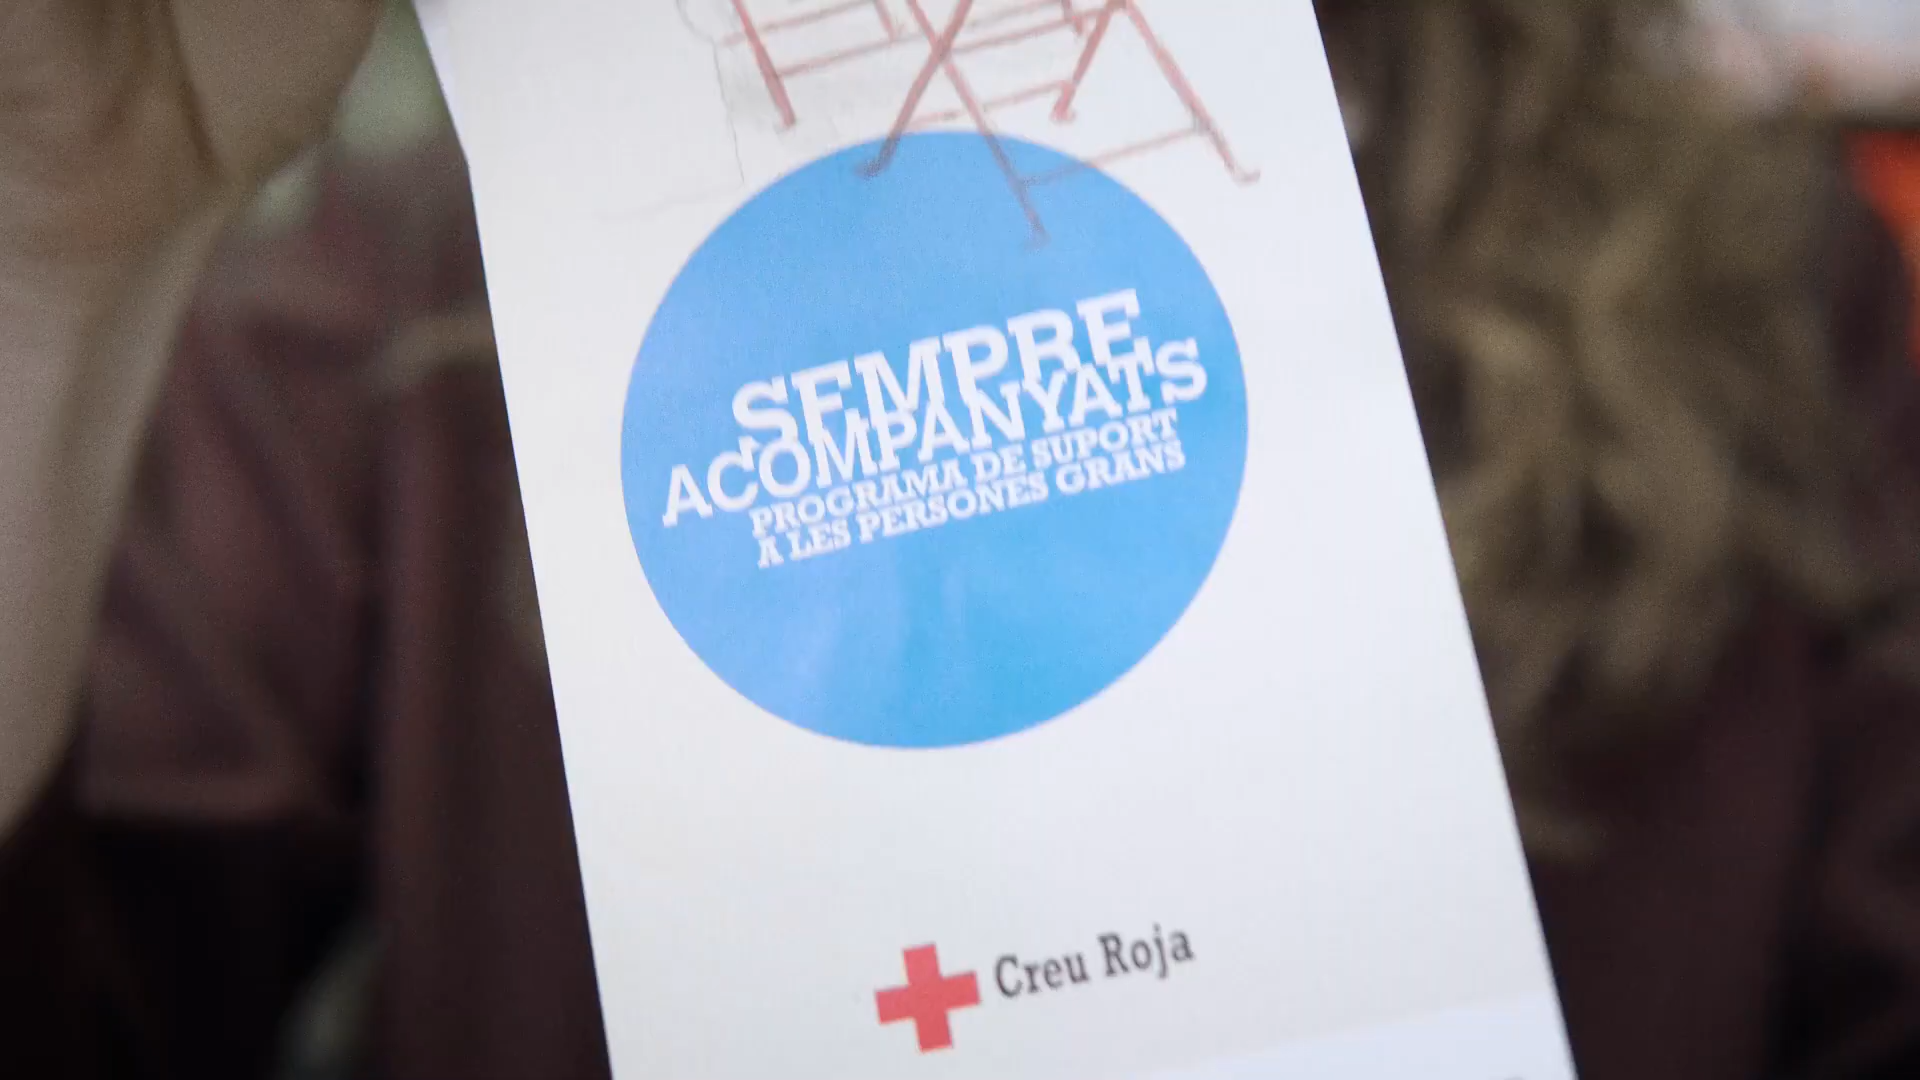 SEMPRE
ACOMPANYATS
PROGRAMA DE SUPORT
A LES PERSONES GRANS
Creu Roja